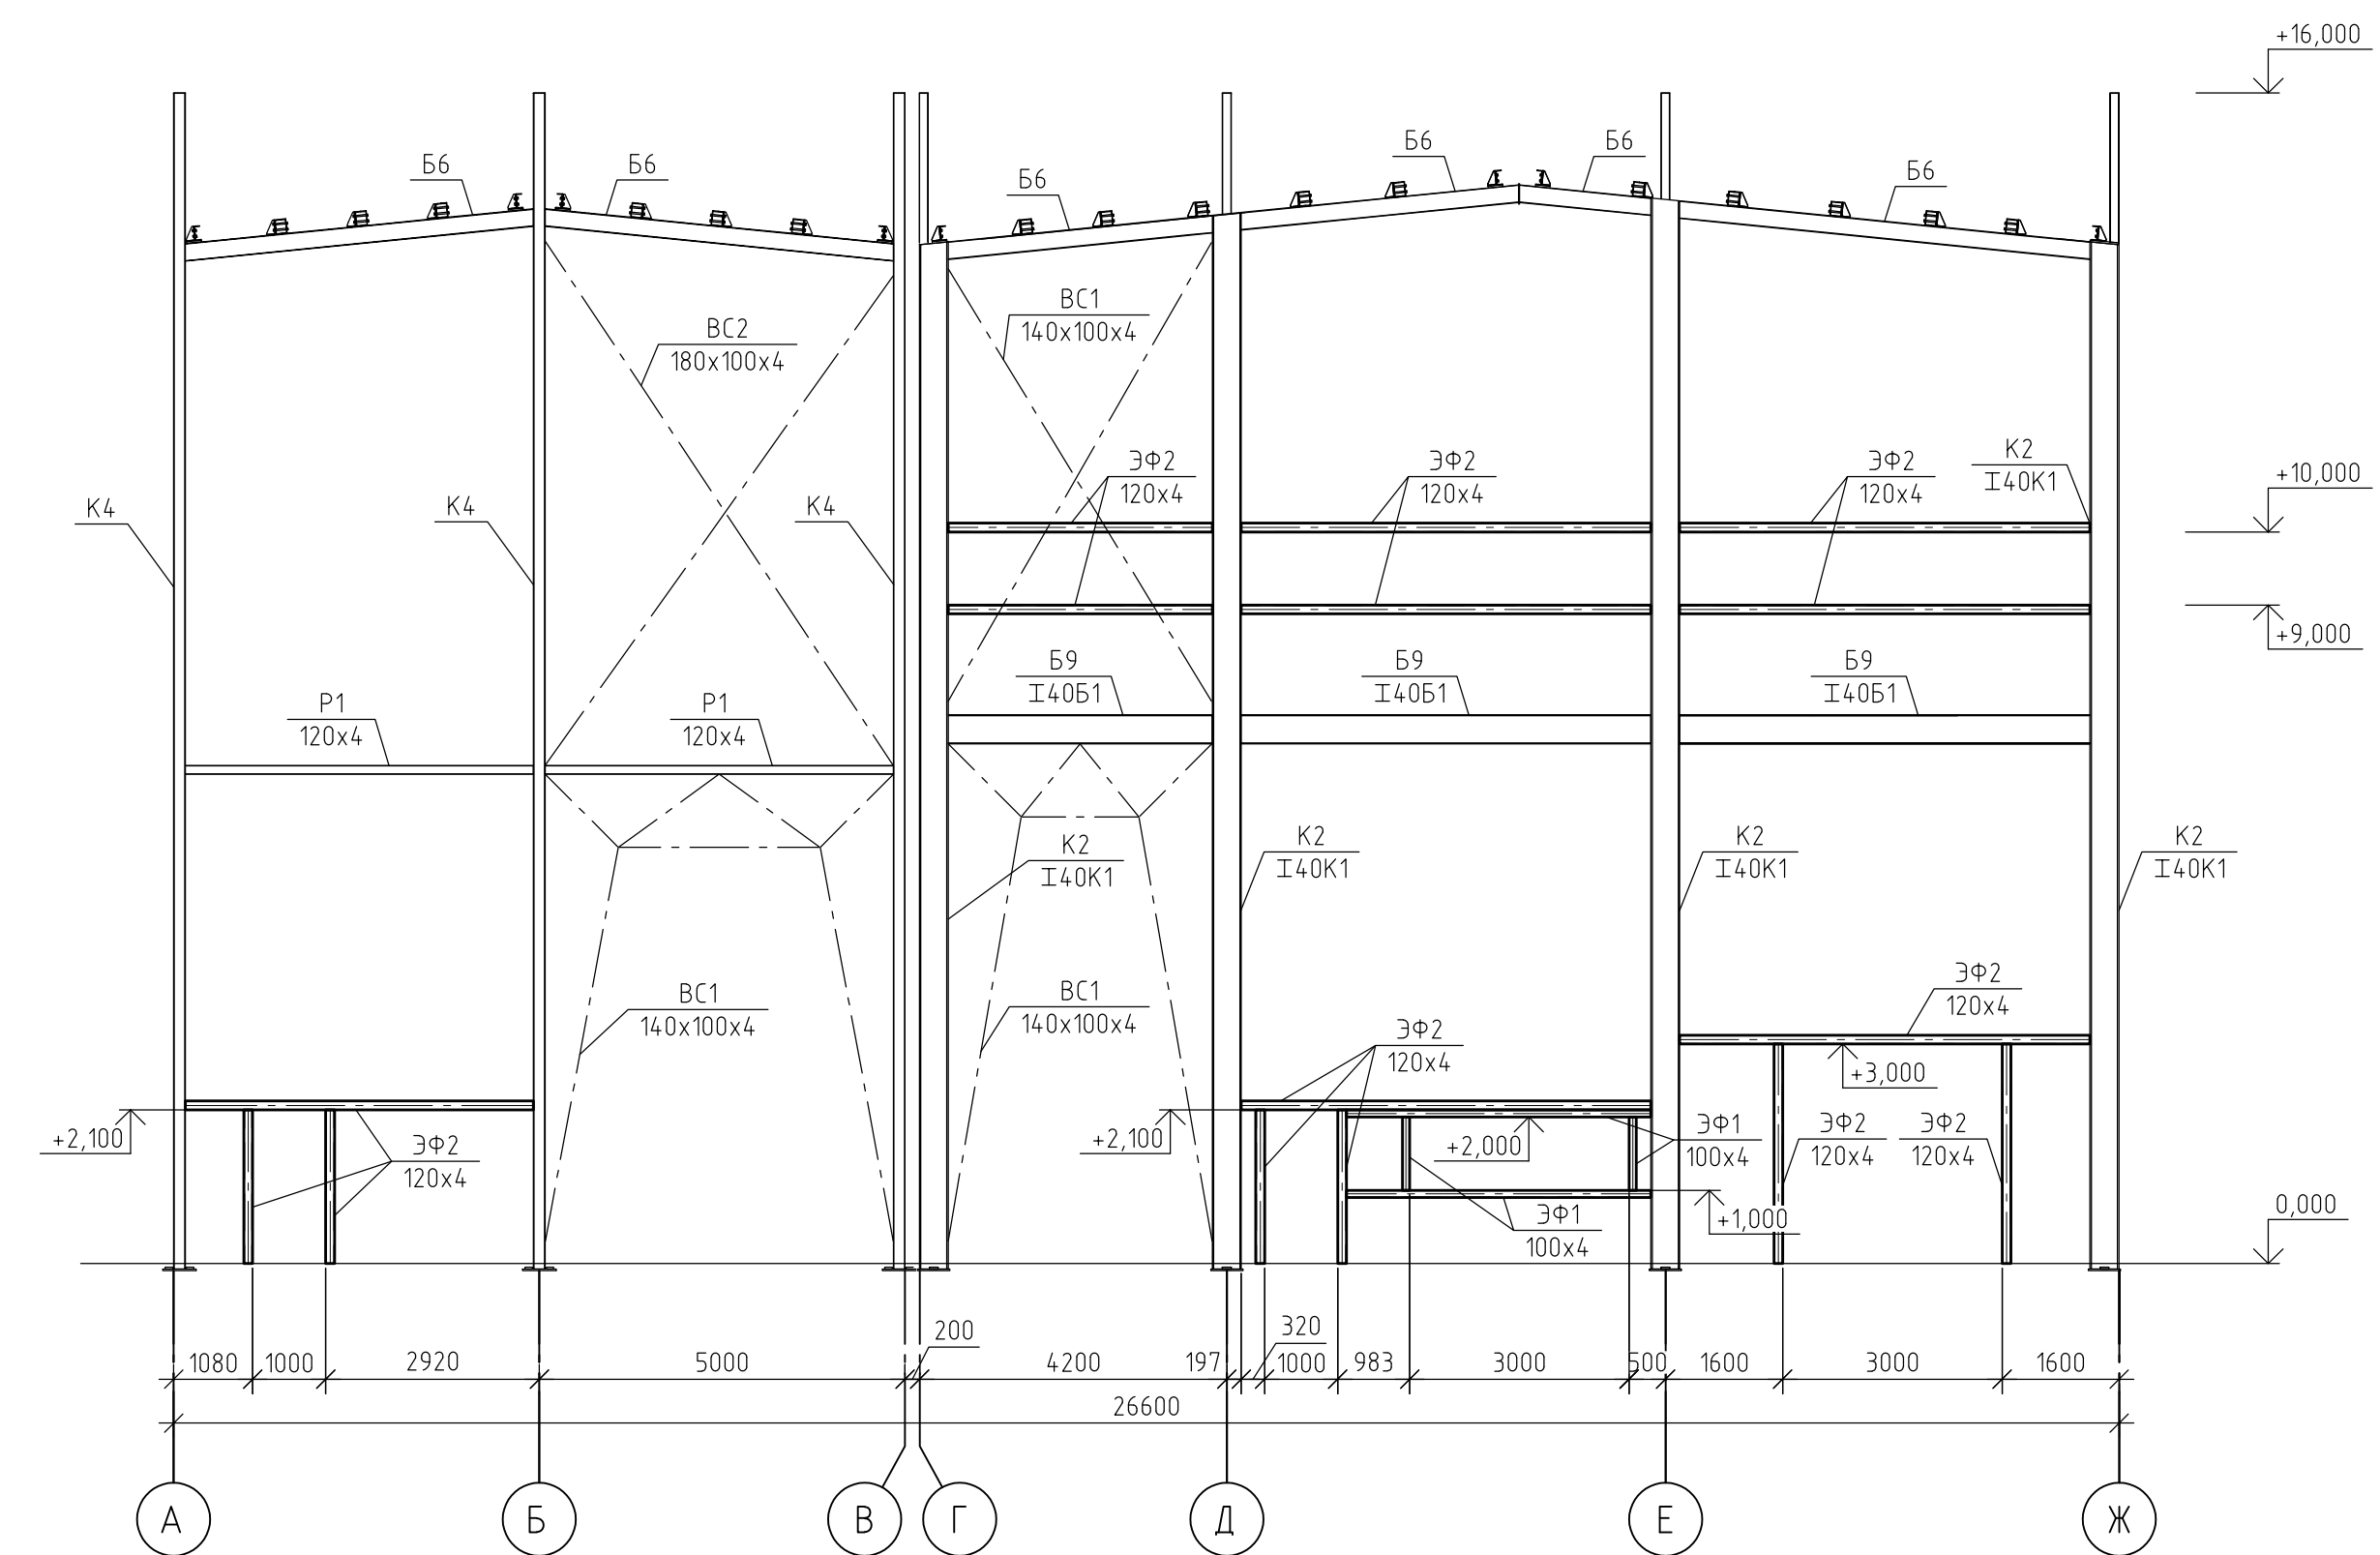 +16,000
Б6
Б6
Б6
Б6
Б6
Б6
ВС1
140х100х4
ВС2
180х100х4
К2
I40К1
ЭФ2
120х4
ЭФ2
120х4
ЭФ2
120х4
+10,000
К4
К4
К4
+9,000
Б9
I40Б1
Б9
I40Б1
Б9
I40Б1
Р1
120х4
Р1
120х4
К2
I40К1
К2
I40К1
К2
I40К1
К2
I40К1
ЭФ2
120х4
ВС1
140х100х4
ВС1
140х100х4
ЭФ2
120х4
+3,000
+2,100
ЭФ2
120х4
+2,100
+2,000
ЭФ1
100х4
ЭФ2
120х4
ЭФ2
120х4
ЭФ1
100х4
+1,000
0,000
200
320
1080
1000
2920
5000
4200
197
1000
983
3000
500
1600
3000
1600
26600
А
Б
В
Г
Д
Е
Ж